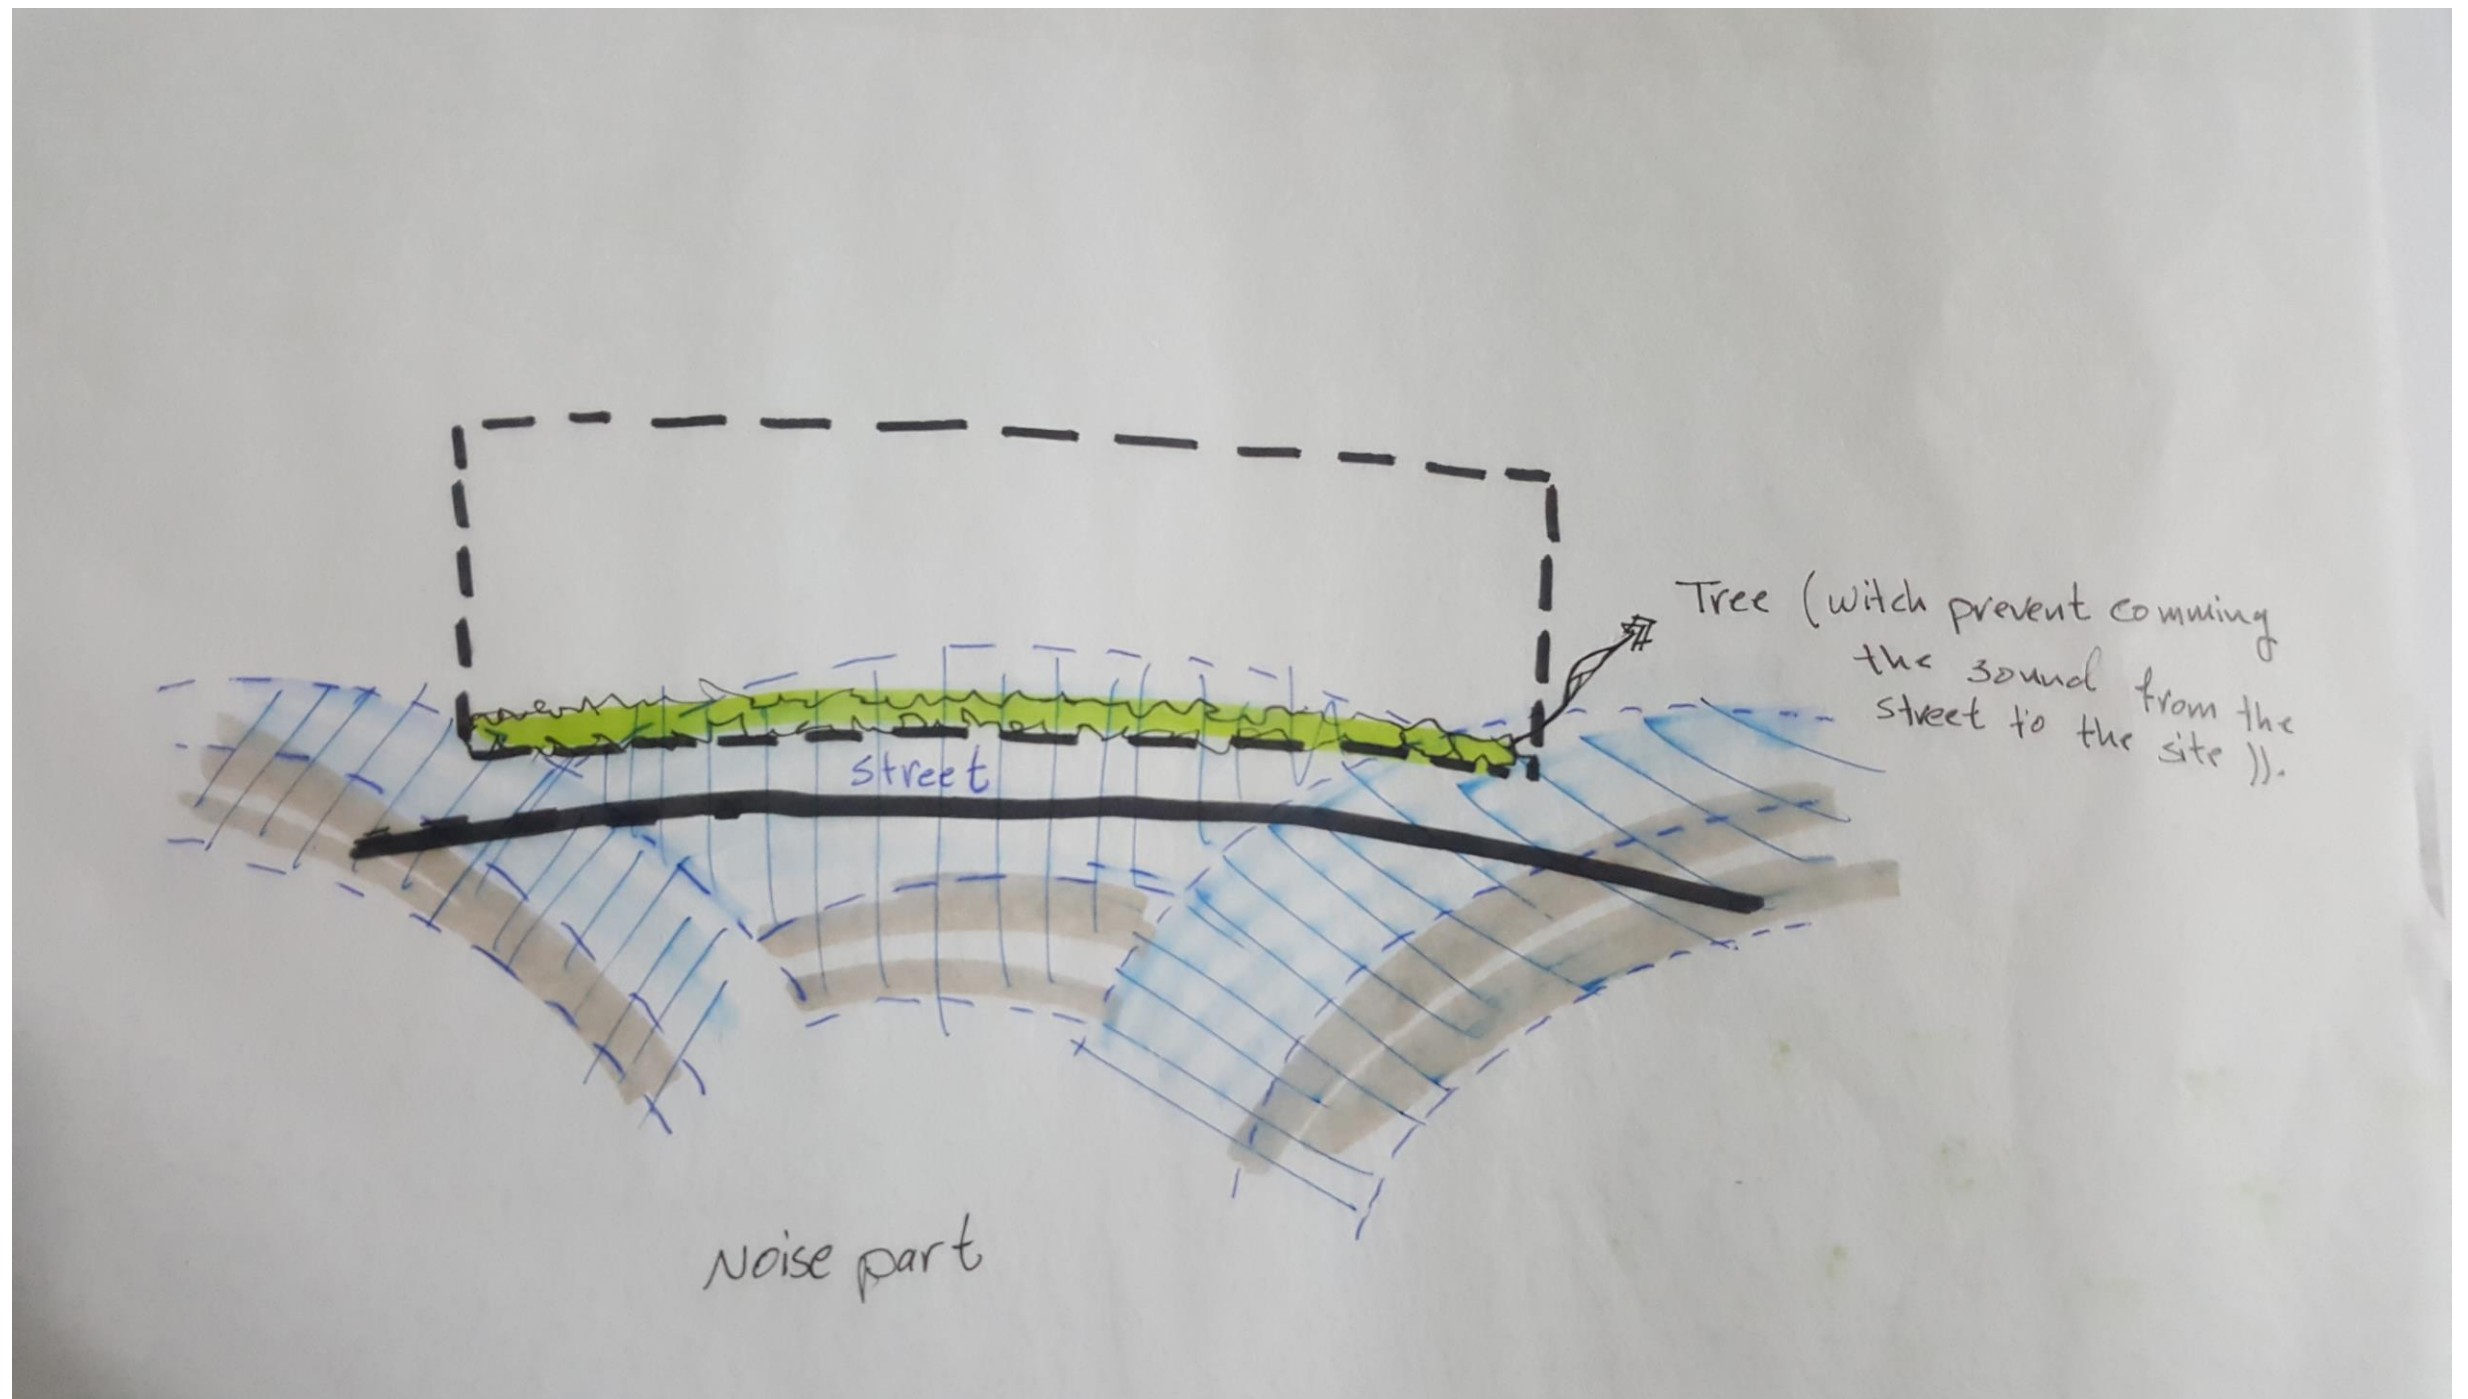 Tree (witch prevent comming
the sound from the
street to the site )).
street
Noise part